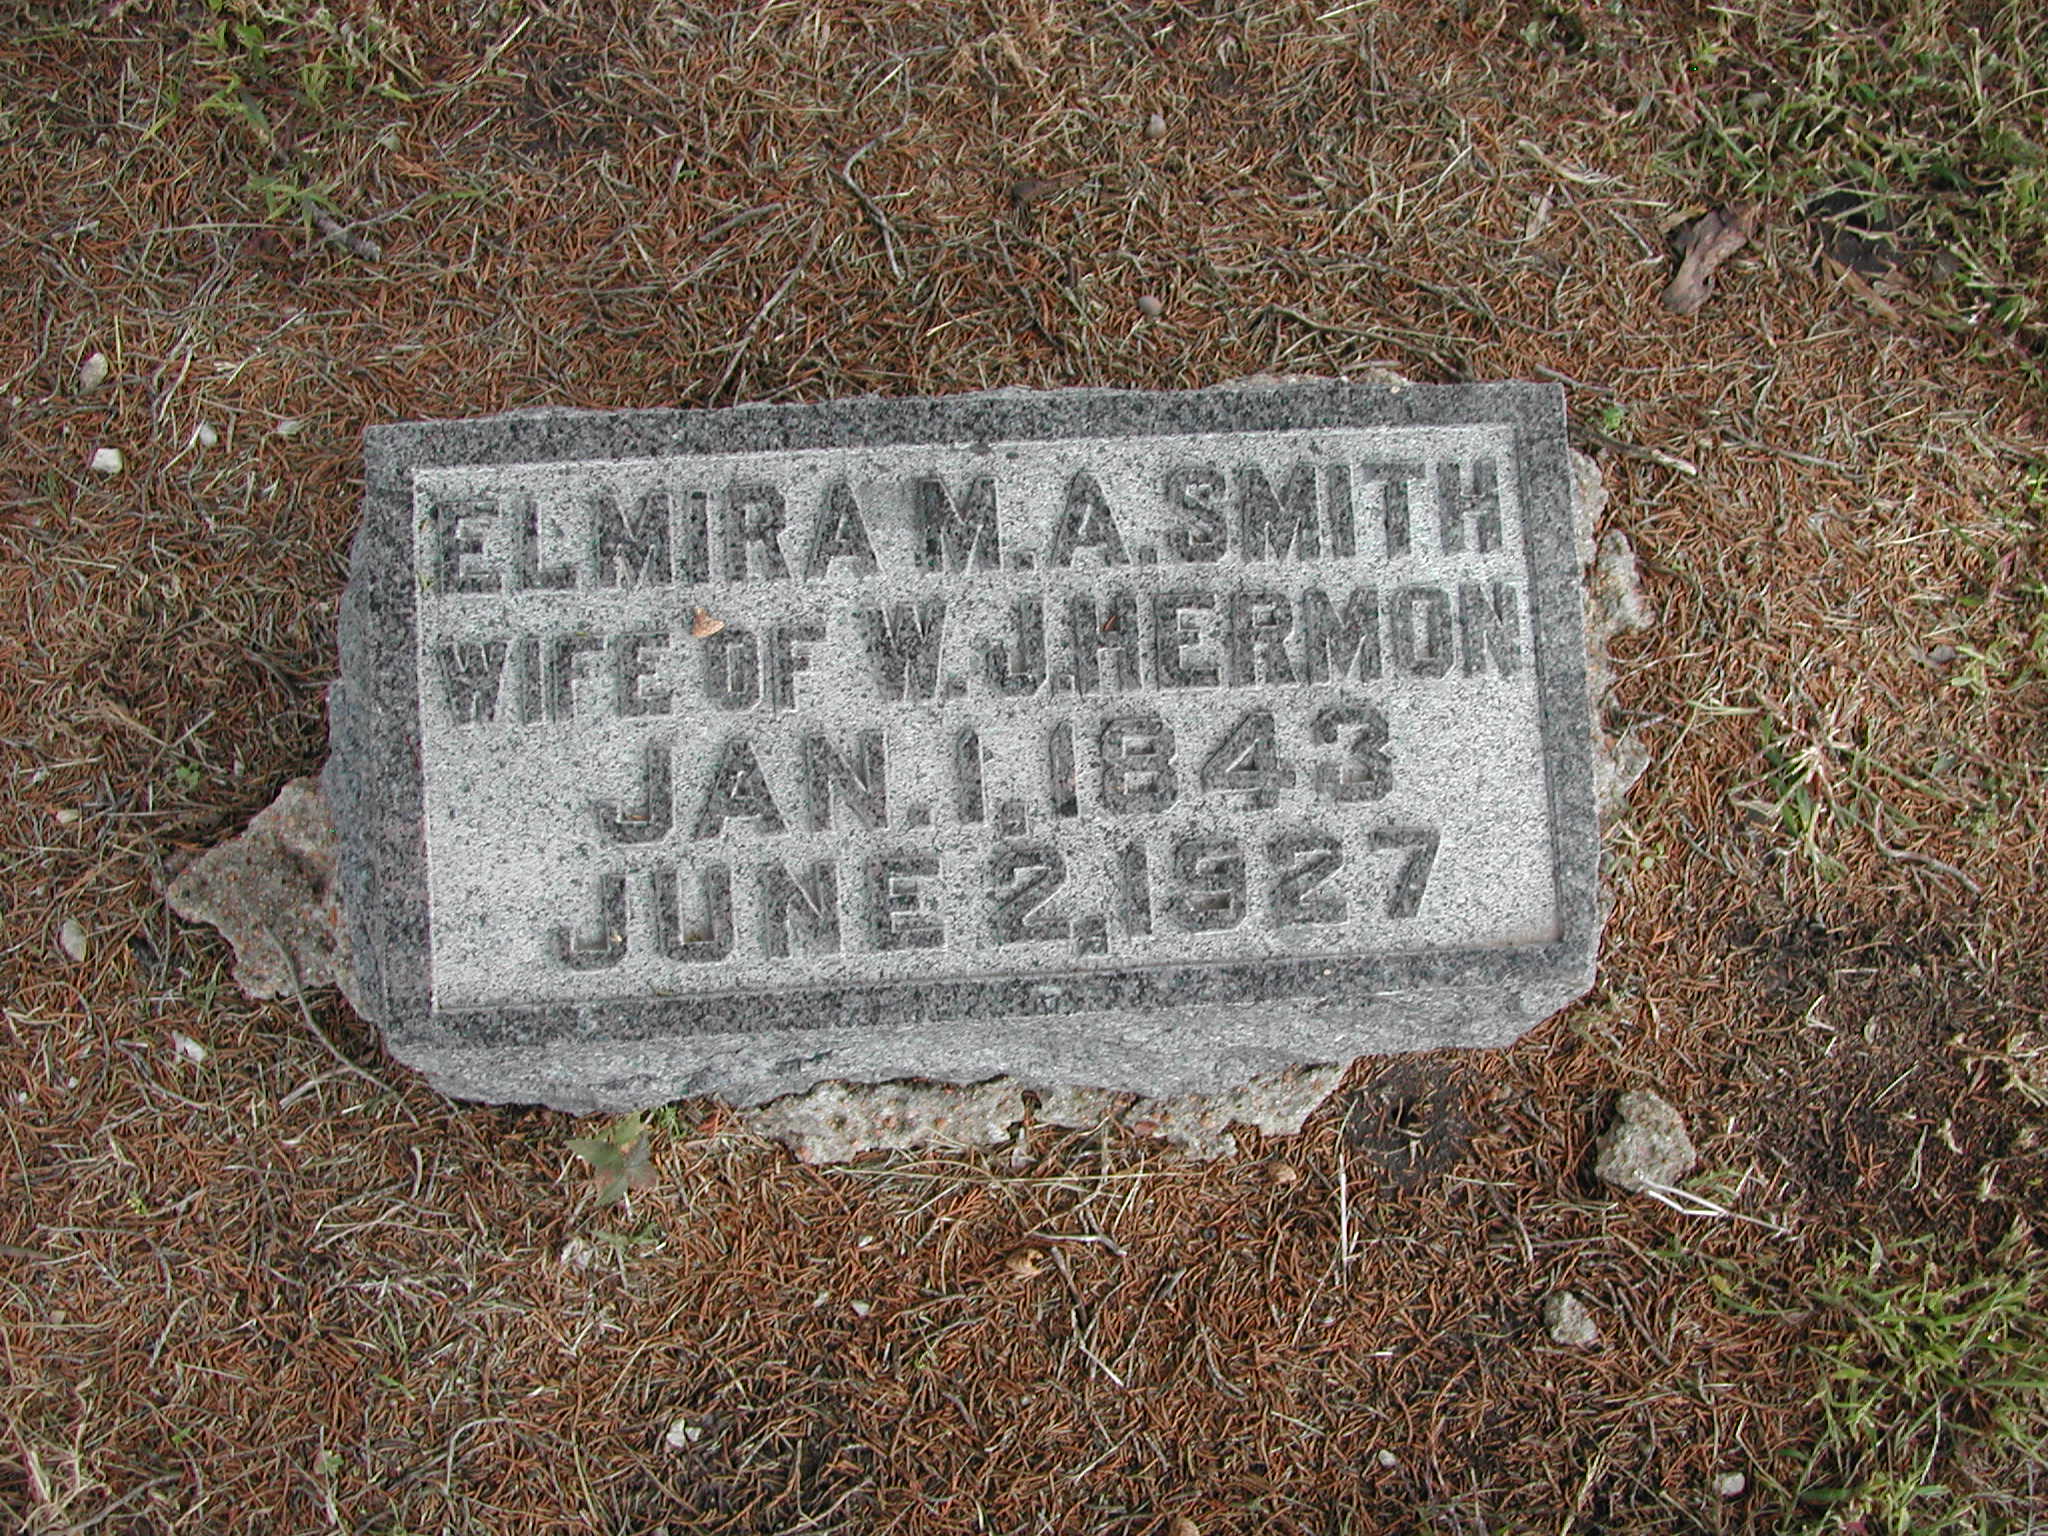 ELMIRA M. A. SMITH
WIFE OF W. J. HERMON
JAN. 1, 1843
JUNE 2, 1927